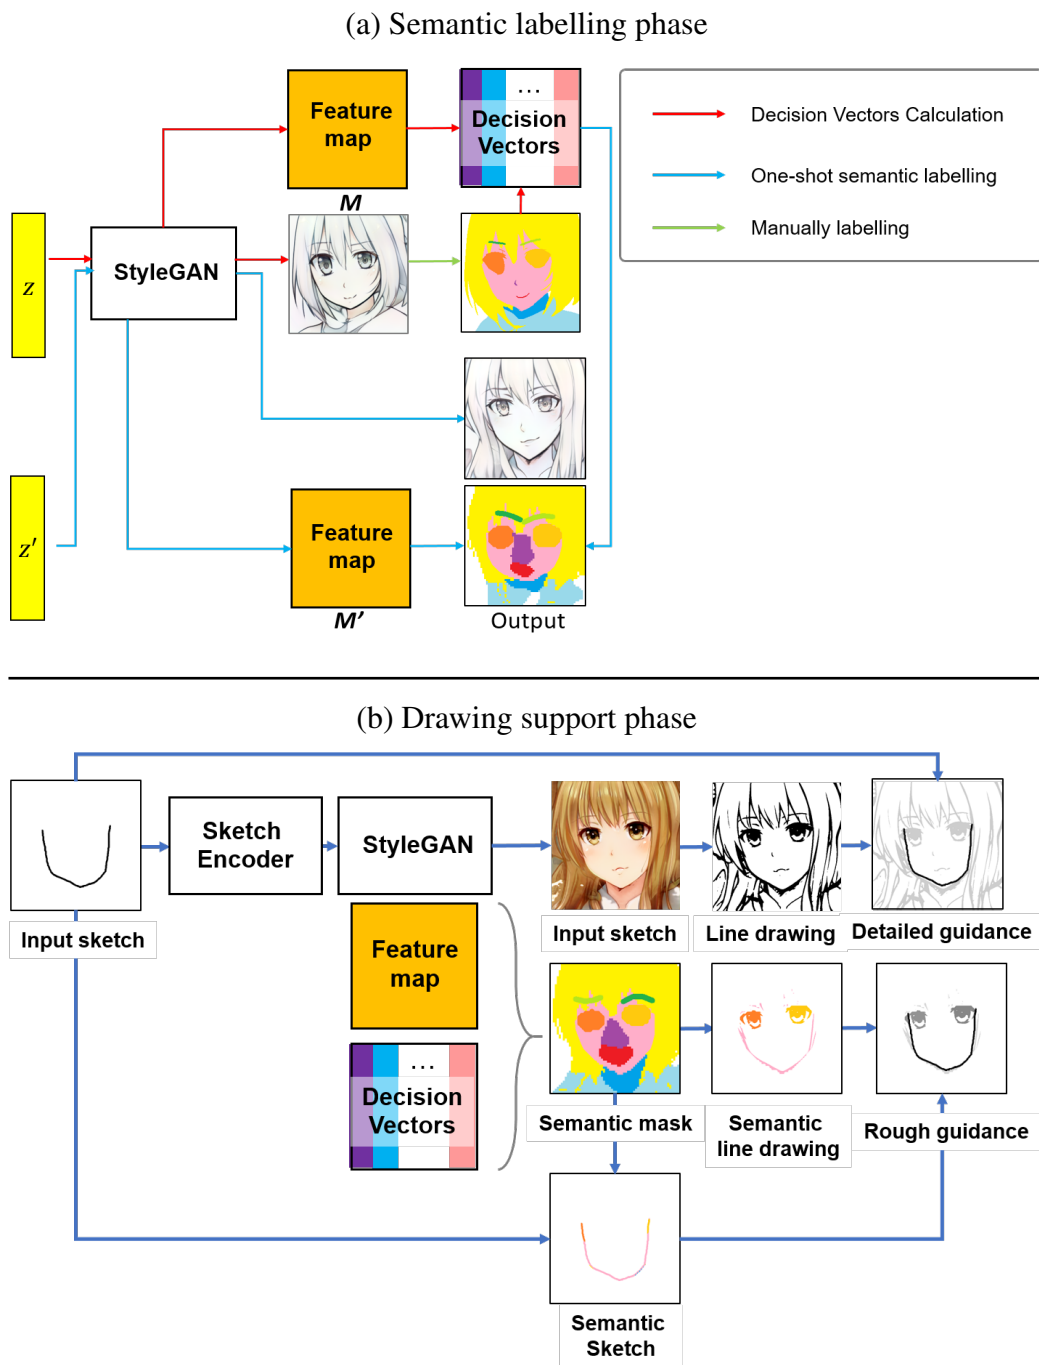 (a) Semantic labelling phase
Feature
map
M
...
Decision
Vectors
Decision Vectors Calculation
One-shot semantic labelling
Manually labelling
z
StyleGAN
z'
Feature
map
M'
Output
(b) Drawing support phase
Sketch
Encoder
StyleGAN
Input sketch
Input sketch
Line drawing
Detailed guidance
Feature
map
...
Decision
Vectors
Semantic mask
Semantic
line drawing
Rough guidance
Semantic
Sketch